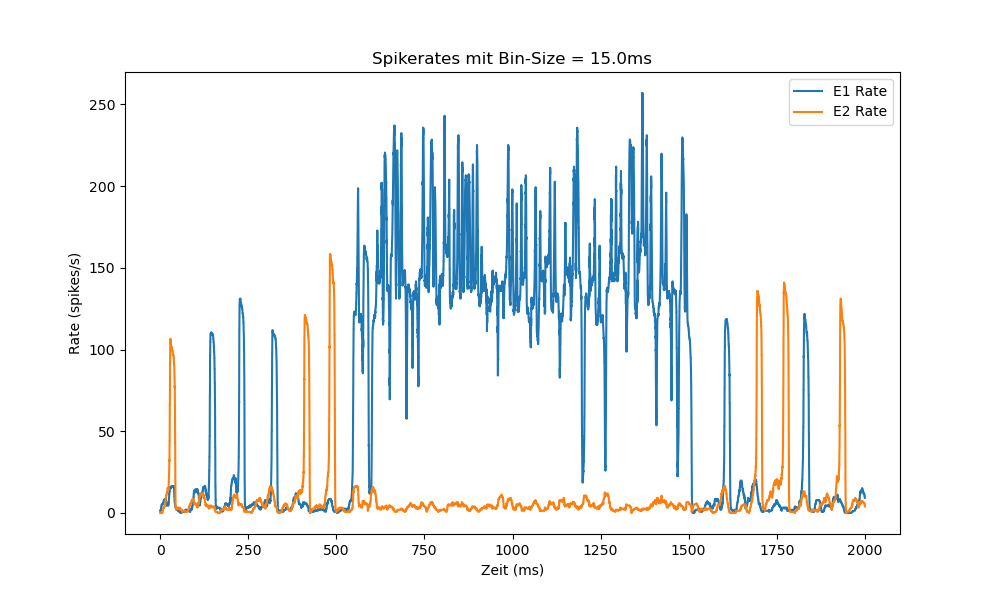 Spikerates mit Bin-Size = 15.0ms
E1 Rate
E2 Rate
Rate (spikes/s)
250
200
150
100
50
0
0 250 500 750 1000 1250 1500 1750 2000
Zeit (ms)